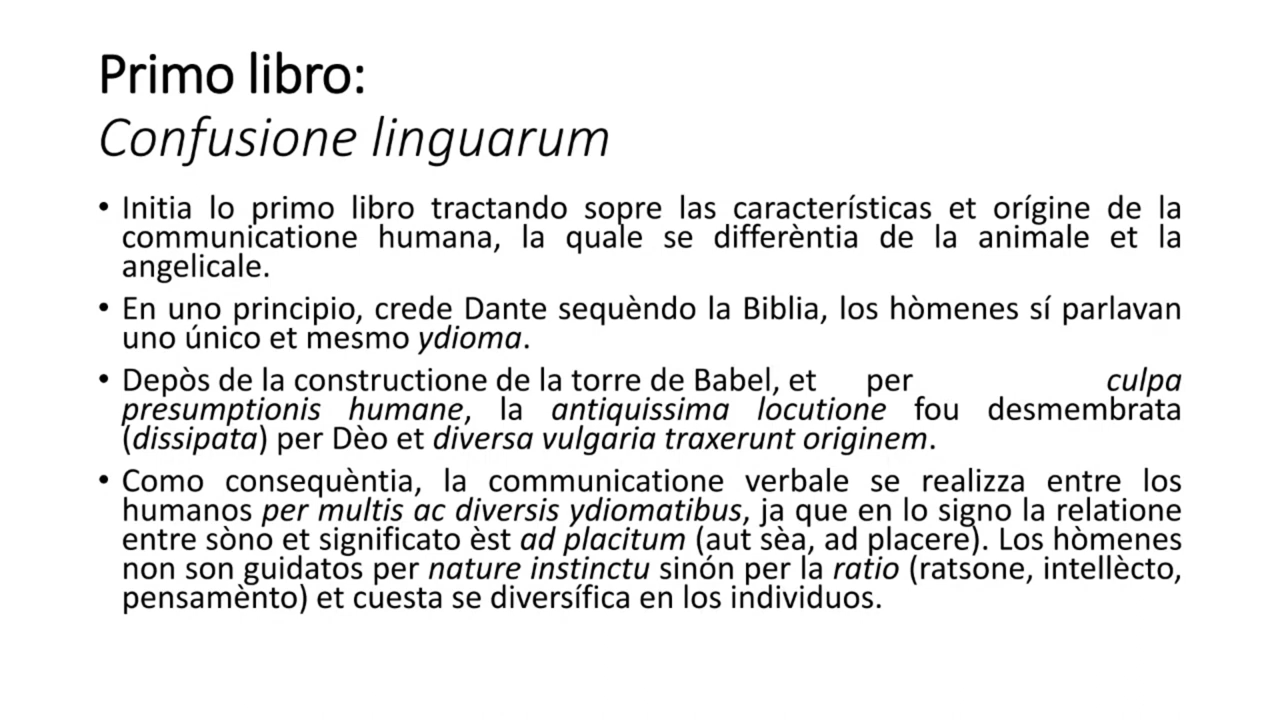 Primo libro:
Confusione linguarum
• Initia lo primo libro tractando sopre las características et orígine de la
communicatione humana, la quale se differèntia de la animale et la
angelicale.
• En uno principio, crede Dante sequèndo la Biblia, los hòmenes sí parlavan
uno único et mesmo ydioma.
• Depòs de la constructione de la torre de Babel, et per culpa
presumptionis humane, la antiquissima locutione fou desmembrata
(dissipata) per Dèo et diversa vulgaria traxerunt originem.
• Como consequèntia, la communicatione verbale se realizza entre los
humanos per multis ac diversis ydiomatibus, ja que en lo signo la relatione
entre sòno et significato èst ad placitum (aut sèa, ad placere). Los hòmenes
non son guidatos per nature instinctu sinón per la ratio (ratsone, intellècto,
pensamènto) et cuesta se diversífica en los individuos.